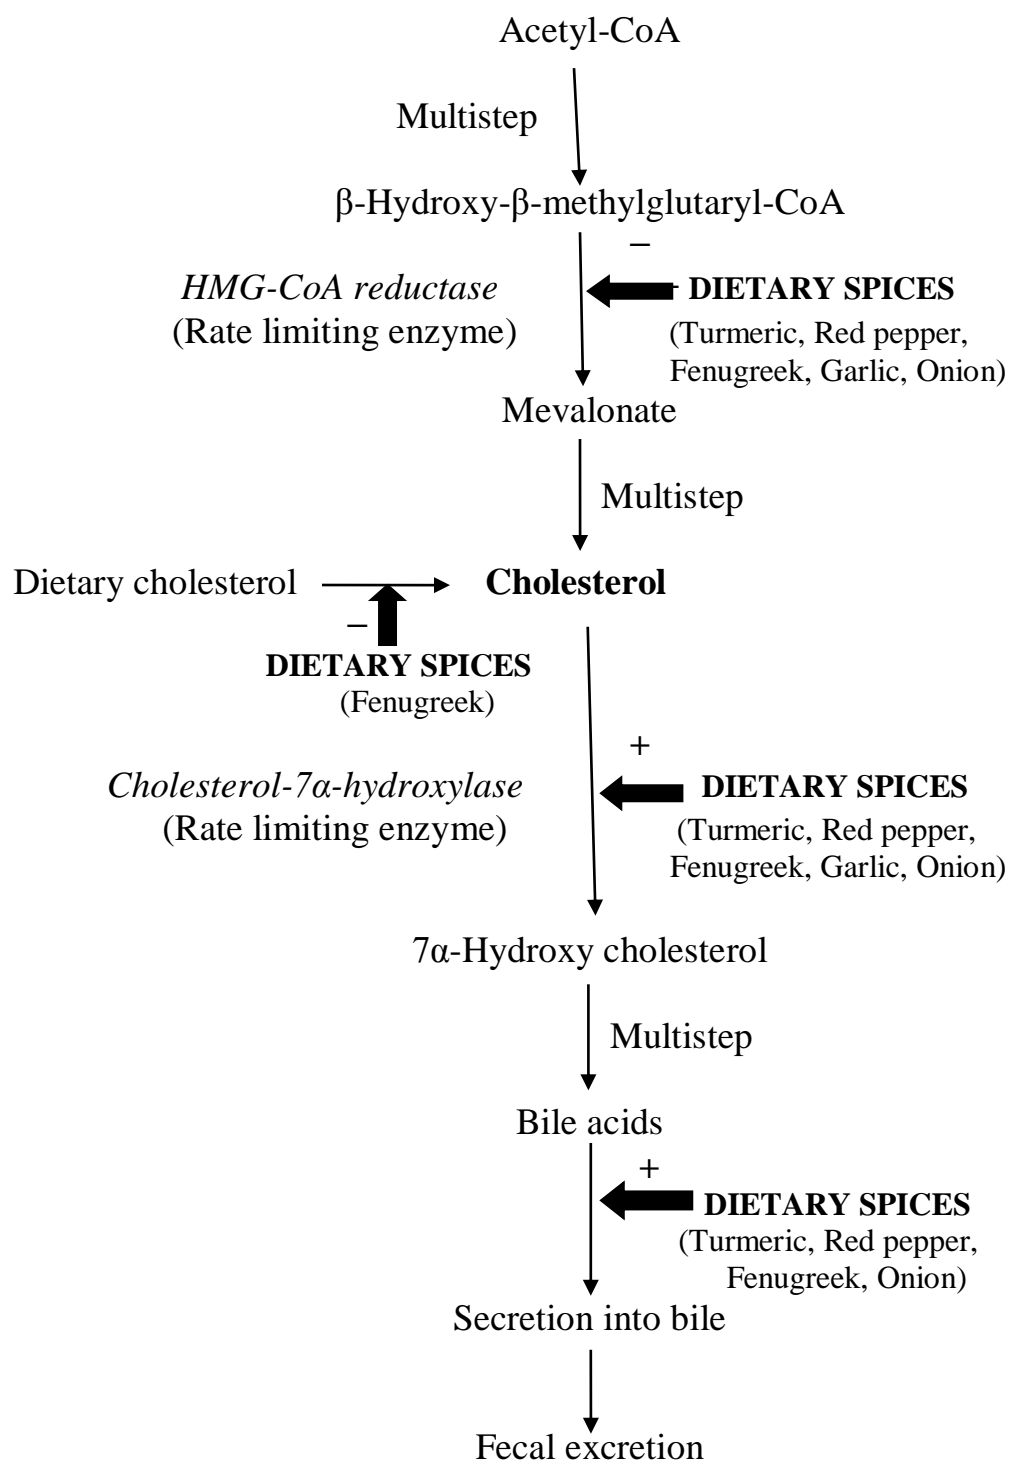 Acetyl-CoA
Multistep
β-Hydroxy-β-methylglutaryl-CoA
−
HMG-CoA reductase
(Rate limiting enzyme)
- DIETARY SPICES
(Turmeric, Red pepper,
Fenugreek, Garlic, Onion)
Mevalonate
Multistep
Dietary cholesterol
Cholesterol
−
DIETARY SPICES
(Fenugreek)
+
Cholesterol-7α-hydroxylase
(Rate limiting enzyme)
DIETARY SPICES
(Turmeric, Red pepper,
Fenugreek, Garlic, Onion)
7α-Hydroxy cholesterol
Multistep
Bile acids
+
DIETARY SPICES
(Turmeric, Red pepper,
Fenugreek, Onion)
Secretion into bile
Fecal excretion